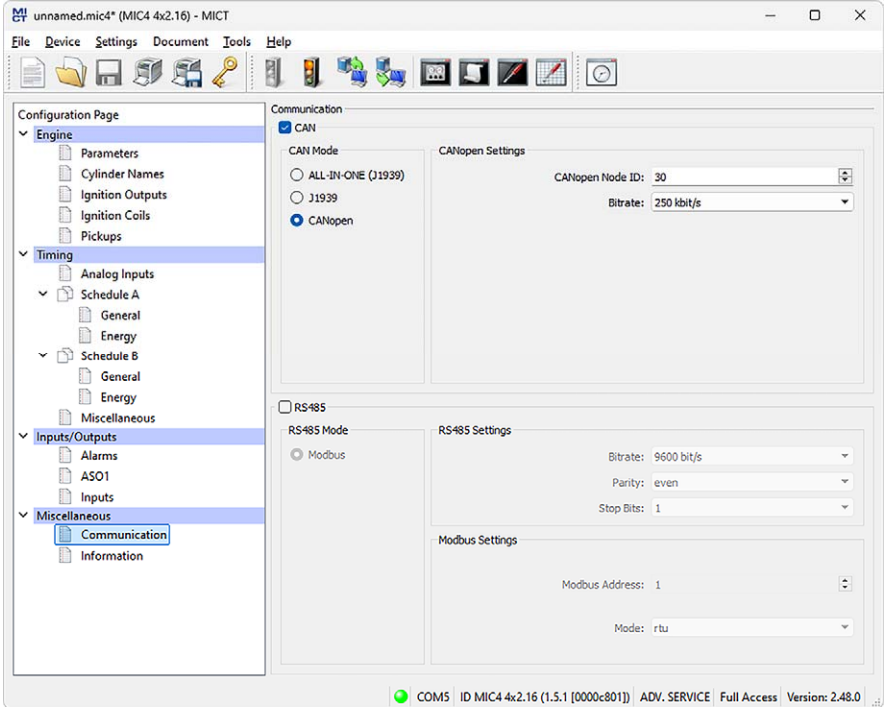 MICT unnamed.mic4* (MIC4 4x2.16) - MICT
File Device Settings Document Tools Help
Configuration Page
Engine
Parameters
Cylinder Names
Ignition Outputs
Ignition Coils
Pickups
Timing
Analog Inputs
Schedule A
General
Energy
Schedule B
General
Energy
Miscellaneous
Inputs/Outputs
Alarms
ASO1
Inputs
Miscellaneous
Communication
Information
Communication
CAN
CAN Mode
ALL-IN-ONE (J1939)
J1939
CANopen
CANopen Settings
CANopen Node ID: 30
Bitrate: 250 kbit/s
RS485
RS485 Mode
Modbus
RS485 Settings
Bitrate: 9600 bit/s
Parity: even
Stop Bits: 1
Modbus Settings
Modbus Address: 1
Mode: rtu
COM5 ID MIC4 4x2.16 (1.5.1 [0000c801]) ADV. SERVICE Full Access Version: 2.48.0